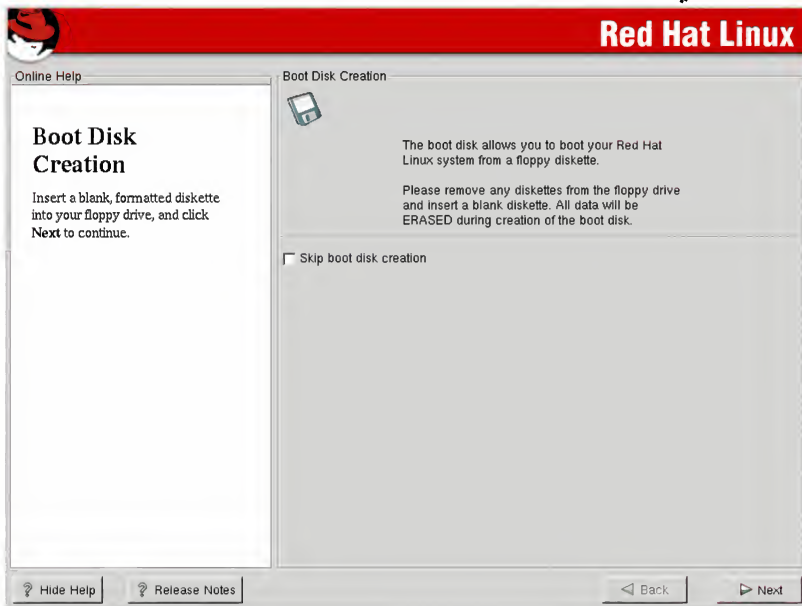 Red Hat Linux
Online Help
Boot Disk
Creation
Insert a blank, formatted diskette
into your floppy drive, and click
Next to continue.
Boot Disk Creation
The boot disk allows you to boot your Red Hat
Linux system from a floppy diskette.
Please remove any diskettes from the floppy drive
and insert a blank diskette. All data will be
ERASED during creation of the boot disk.
Skip boot disk creation
Hide Help
Release Notes
Back
Next